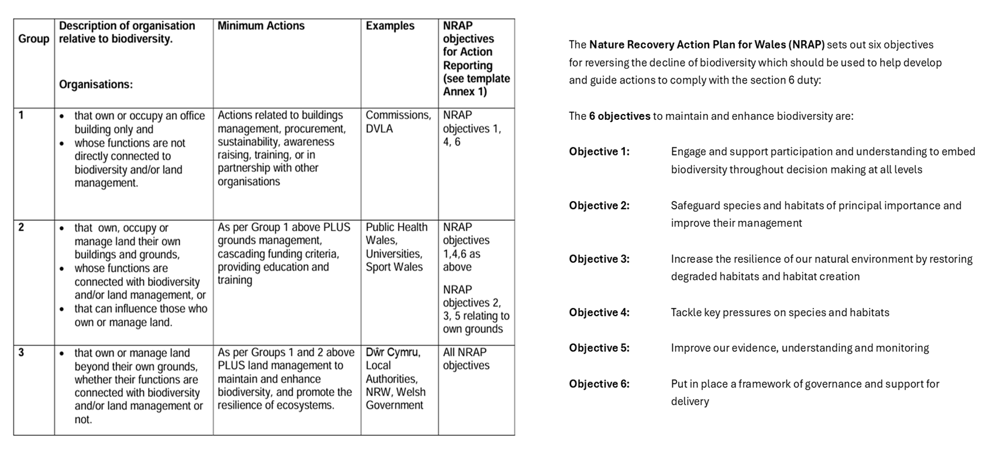 Group
Description of organisation
relative to biodiversity.
Organisations:
Minimum Actions
Examples
NRAP
objectives
for Action
Reporting
(see template
Annex 1)
1
• that own or occupy an office
building only and
• whose functions are not
directly connected to
biodiversity and/or land
management.
Actions related to buildings
management, procurement,
sustainability, awareness
raising, training, or in
partnership with other
organisations
Commissions,
DVLA
NRAP
objectives 1,
4, 6
2
• that own, occupy or
manage land their own
buildings and grounds,
• whose functions are
connected with biodiversity
and/or land management, or
• that can influence those who
own or manage land.
As per Group 1 above PLUS
grounds management,
cascading funding criteria,
providing education and
training
Public Health
Wales,
Universities,
Sport Wales
NRAP
objectives
1,4,6 as
above
NRAP
objectives 2,
3, 5 relating to
own grounds
3
• that own or manage land
beyond their own grounds,
whether their functions are
connected with biodiversity
and/or land management or
not.
As per Groups 1 and 2 above
PLUS land management to
maintain and enhance
biodiversity, and promote the
resilience of ecosystems.
Dŵr Cymru,
Local
Authorities,
NRW, Welsh
Government
All NRAP
objectives
The Nature Recovery Action Plan for Wales (NRAP) sets out six objectives
for reversing the decline of biodiversity which should be used to help develop
and guide actions to comply with the section 6 duty:
The 6 objectives to maintain and enhance biodiversity are:
Objective 1: Engage and support participation and understanding to embed
biodiversity throughout decision making at all levels
Objective 2: Safeguard species and habitats of principal importance and
improve their management
Objective 3: Increase the resilience of our natural environment by restoring
degraded habitats and habitat creation
Objective 4: Tackle key pressures on species and habitats
Objective 5: Improve our evidence, understanding and monitoring
Objective 6: Put in place a framework of governance and support for
delivery